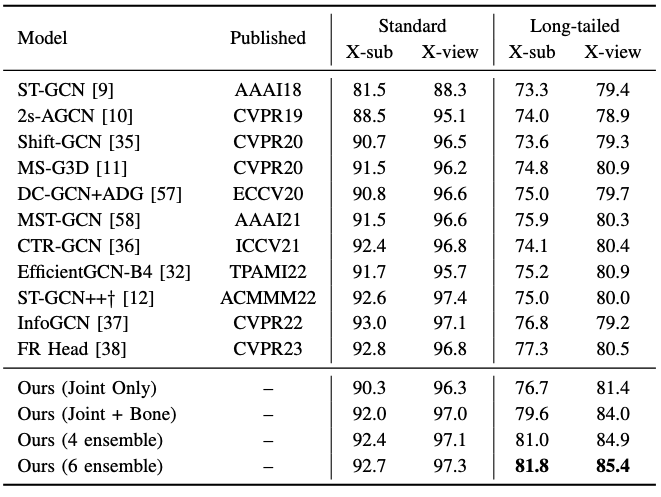 Model Published Standard Long-tailed
X-sub X-view X-sub X-view
ST-GCN [9] AAAI18 81.5 88.3 73.3 79.4
2s-AGCN [10] CVPR19 88.5 95.1 74.0 78.9
Shift-GCN [35] CVPR20 90.7 96.5 73.6 79.3
MS-G3D [11] CVPR20 91.5 96.2 74.8 80.9
DC-GCN+ADG [57] ECCV20 90.8 96.6 75.0 79.7
MST-GCN [58] AAAI21 91.5 96.6 75.9 80.3
CTR-GCN [36] ICCV21 92.4 96.8 74.1 80.4
EfficientGCN-B4 [32] TPAMI22 91.7 95.7 75.2 80.9
ST-GCN++† [12] ACMMM22 92.6 97.4 75.0 80.0
InfoGCN [37] CVPR22 93.0 97.1 76.8 79.2
FR Head [38] CVPR23 92.8 96.8 77.3 80.5
Ours (Joint Only) – 90.3 96.3 76.7 81.4
Ours (Joint + Bone) – 92.0 97.0 79.6 84.0
Ours (4 ensemble) – 92.4 97.1 81.0 84.9
Ours (6 ensemble) – 92.7 97.3 81.8 85.4